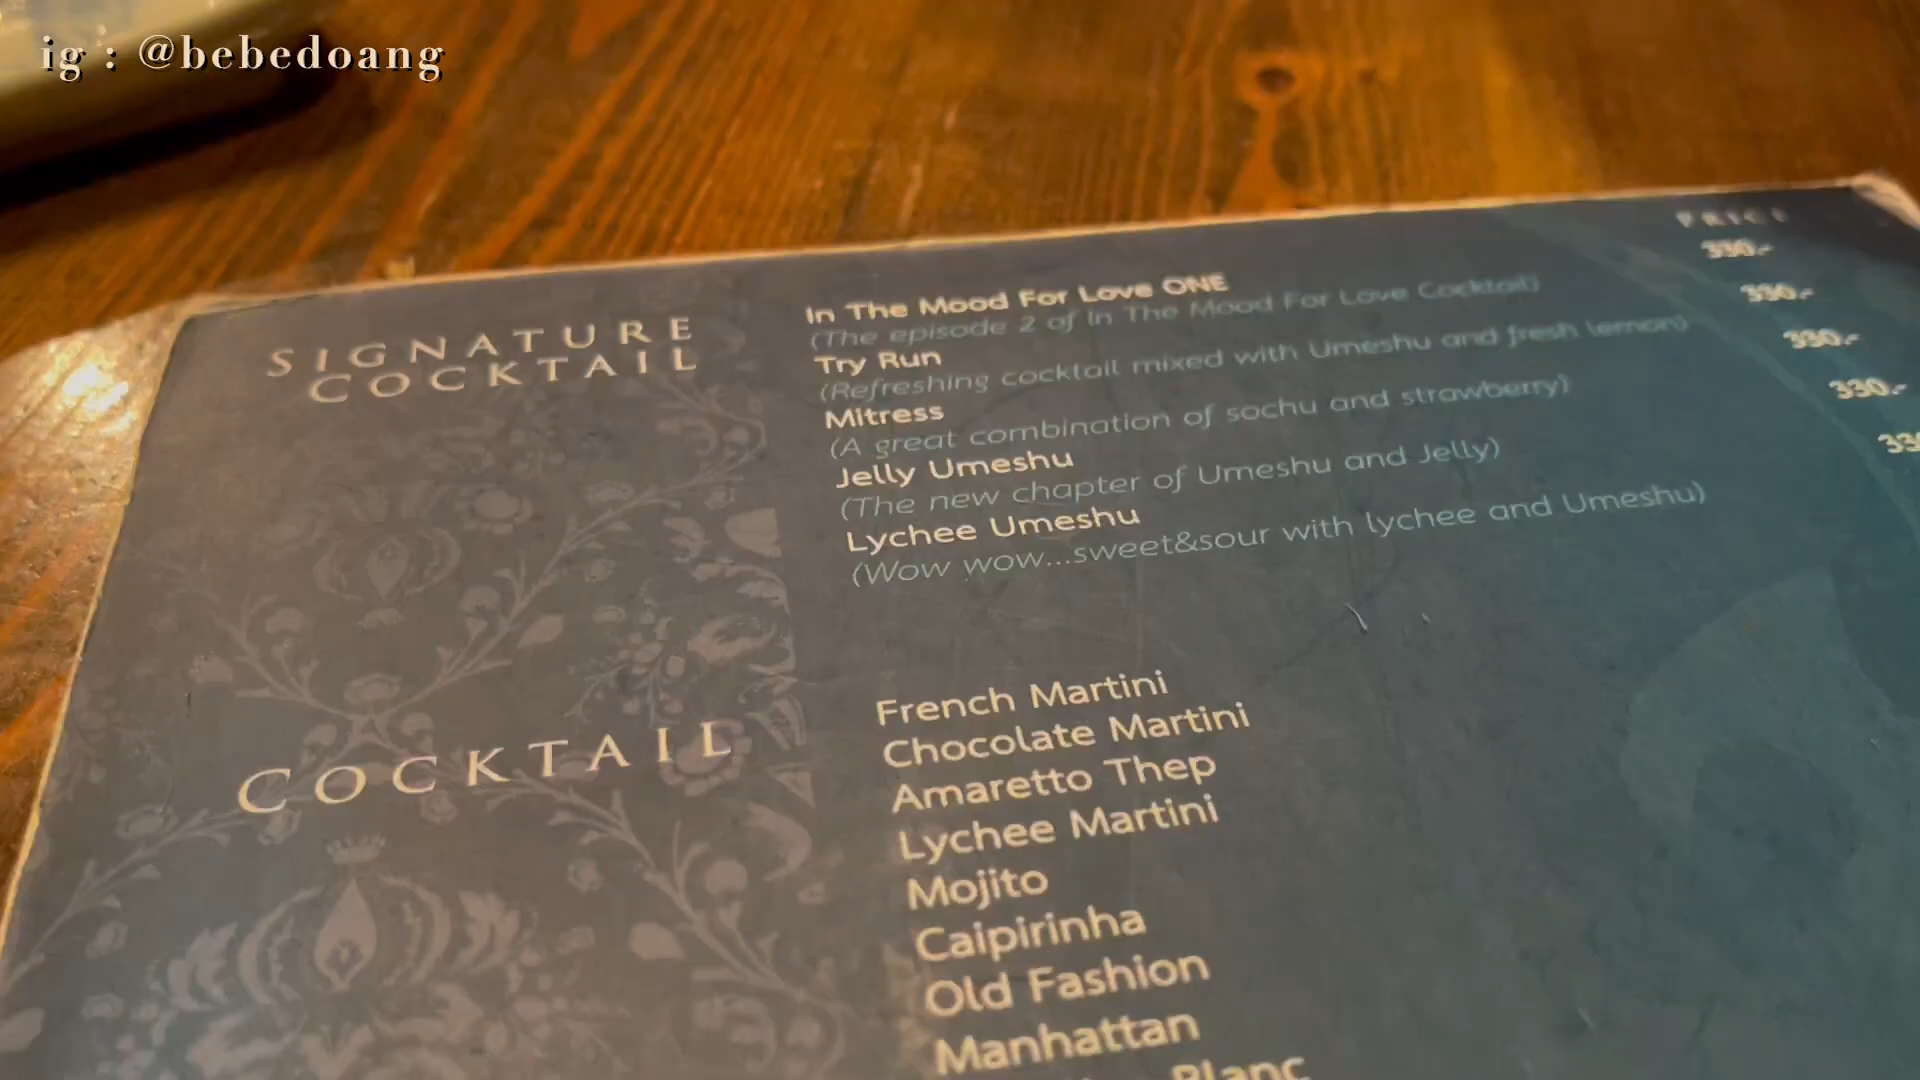 ig : @bebedoang
PRICE
SIGNATURE
COCKTAIL
In The Mood For Love ONE
330.-
(The episode 2 of In The Mood For Love Cocktail)
Try Run
330.-
(Refreshing cocktail mixed with Umeshu and fresh lemon)
Mitress
330.-
(A great combination of sochu and strawberry)
Jelly Umeshu
330.-
(The new chapter of Umeshu and Jelly)
Lychee Umeshu
(Wow wow...sweet&sour with lychee and Umeshu)
COCKTAIL
French Martini
Chocolate Martini
Amaretto Thep
Lychee Martini
Mojito
Caipirinha
Old Fashion
Manhattan
Blanc